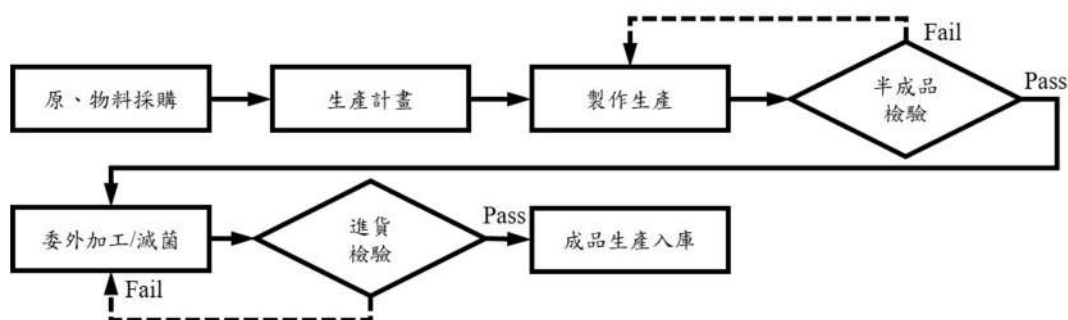 Fail
原、物料採購
生產計畫
製作生產
半成品
檢驗
Pass
委外加工/滅菌
進貨
檢驗
Pass
成品生產入庫
Fail